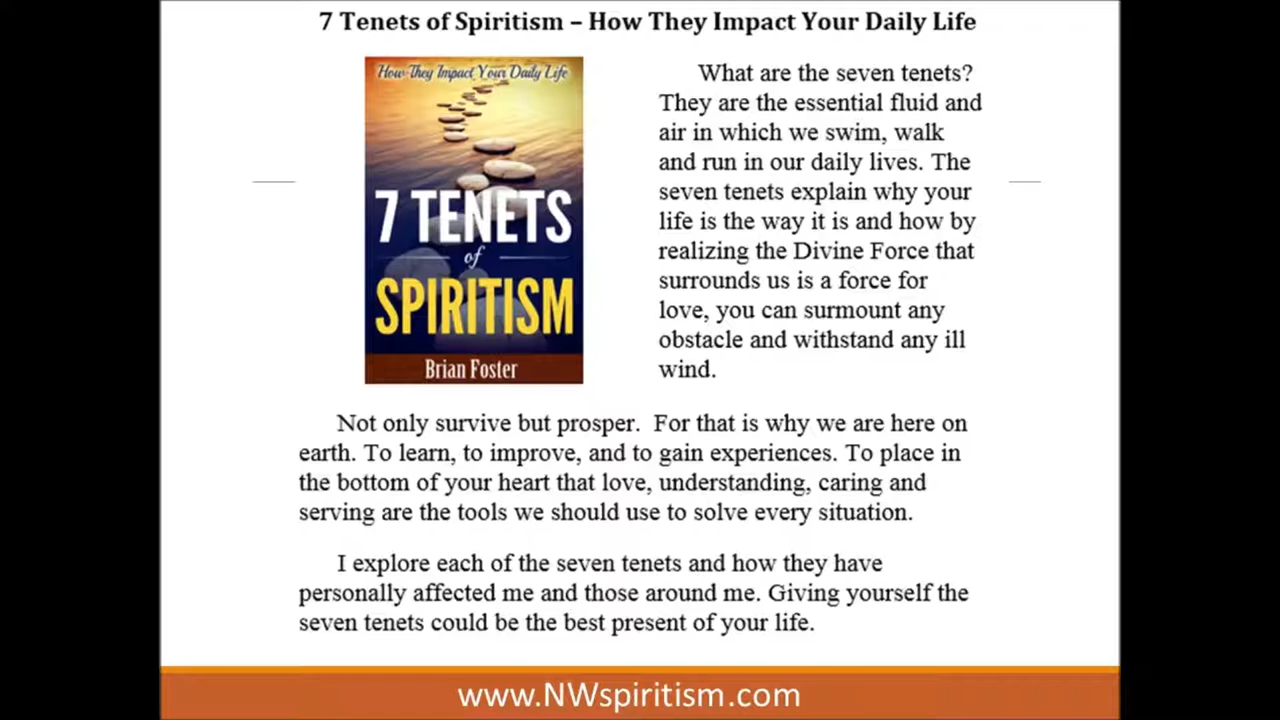 7 Tenets of Spiritism – How They Impact Your Daily Life
How They Impact Your Daily Life
7 TENETS
of
SPIRITISM
Brian Foster
What are the seven tenets?
They are the essential fluid and
air in which we swim, walk
and run in our daily lives. The
seven tenets explain why your
life is the way it is and how by
realizing the Divine Force that
surrounds us is a force for
love, you can surmount any
obstacle and withstand any ill
wind.
Not only survive but prosper. For that is why we are here on
earth. To learn, to improve, and to gain experiences. To place in
the bottom of your heart that love, understanding, caring and
serving are the tools we should use to solve every situation.
I explore each of the seven tenets and how they have
personally affected me and those around me. Giving yourself the
seven tenets could be the best present of your life.
www.NWspiritism.com